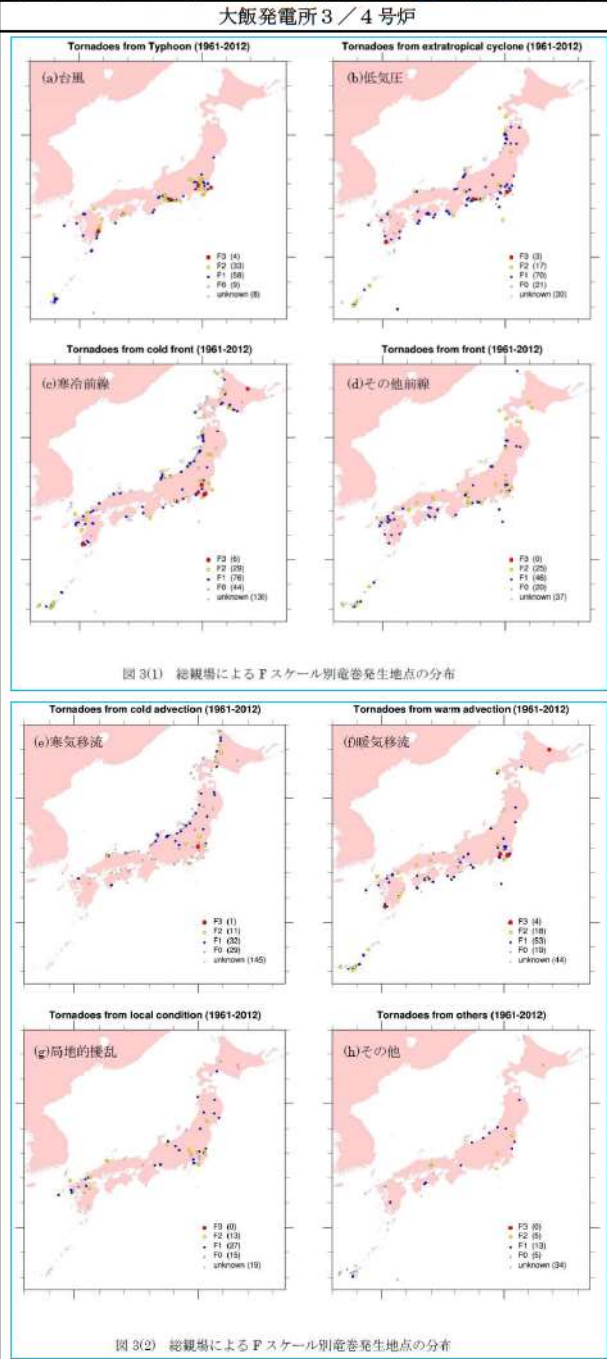 大飯発電所３／４号炉
Tornadoes from Typhoon (1961-2012)
(a)台風
F3 (4)
F2 (33)
F1 (58)
F0 (9)
unknown (8)
Tornadoes from extratropical cyclone (1961-2012)
(b)低気圧
F3 (3)
F2 (17)
F1 (70)
F0 (21)
Tornadoes from cold front (1961-2012)
(c)寒冷前線
F3 (6)
F2 (29)
F1 (76)
F0 (44)
Tornadoes from front (1961-2012)
(d)その他前線
F3 (0)
F2 (25)
F1 (46)
F0 (20)
unknown (37)
図 3(1) 総観場による F スケール別竜巻発生地点の分布
Tornadoes from cold advection (1961-2012)
(e)寒気移流
F3 (1)
F2 (11)
F1 (32)
F0 (29)
unknown (145)
Tornadoes from warm advection (1961-2012)
(f)暖気移流
F3 (4)
F2 (18)
F1 (53)
F0 (19)
unknown (44)
Tornadoes from local condition (1961-2012)
(g)局地的擾乱
F3 (0)
F2 (13)
F1 (27)
F0 (15)
unknown (19)
Tornadoes from others (1961-2012)
(h)その他
F3 (0)
F2 (5)
F1 (13)
F0 (5)
unknown (34)
図 3(2) 総観場による F スケール別竜巻発生地点の分布